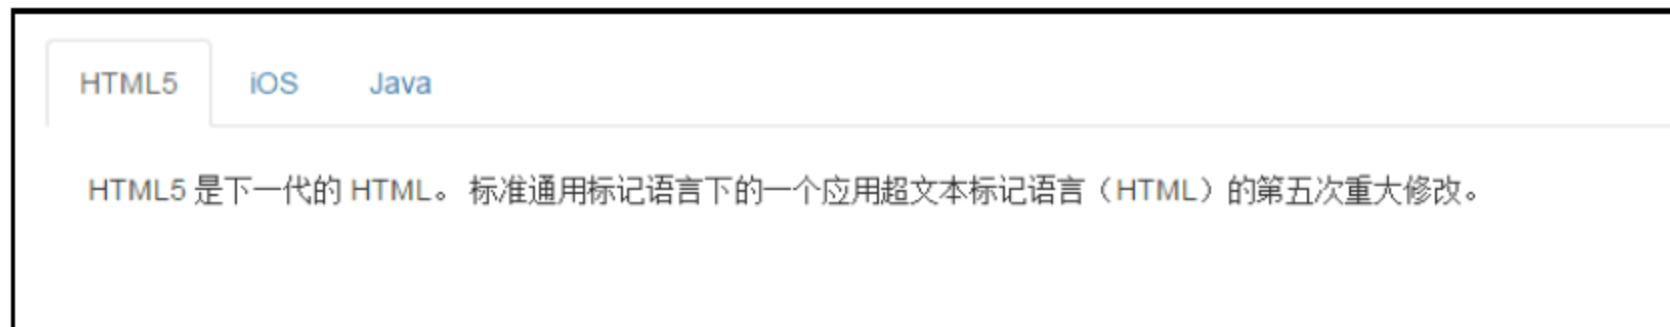 HTML5 iOS Java
HTML5 是下一代的 HTML。 标准通用标记语言下的一个应用超文本标记语言（HTML）的第五次重大修改。